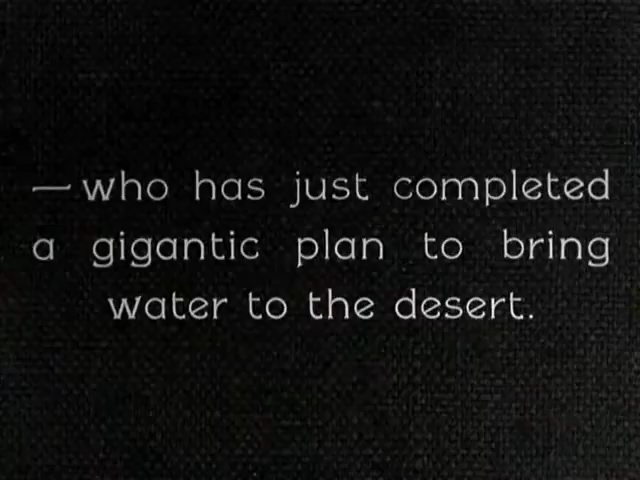 —who has just completed
a gigantic plan to bring
water to the desert.